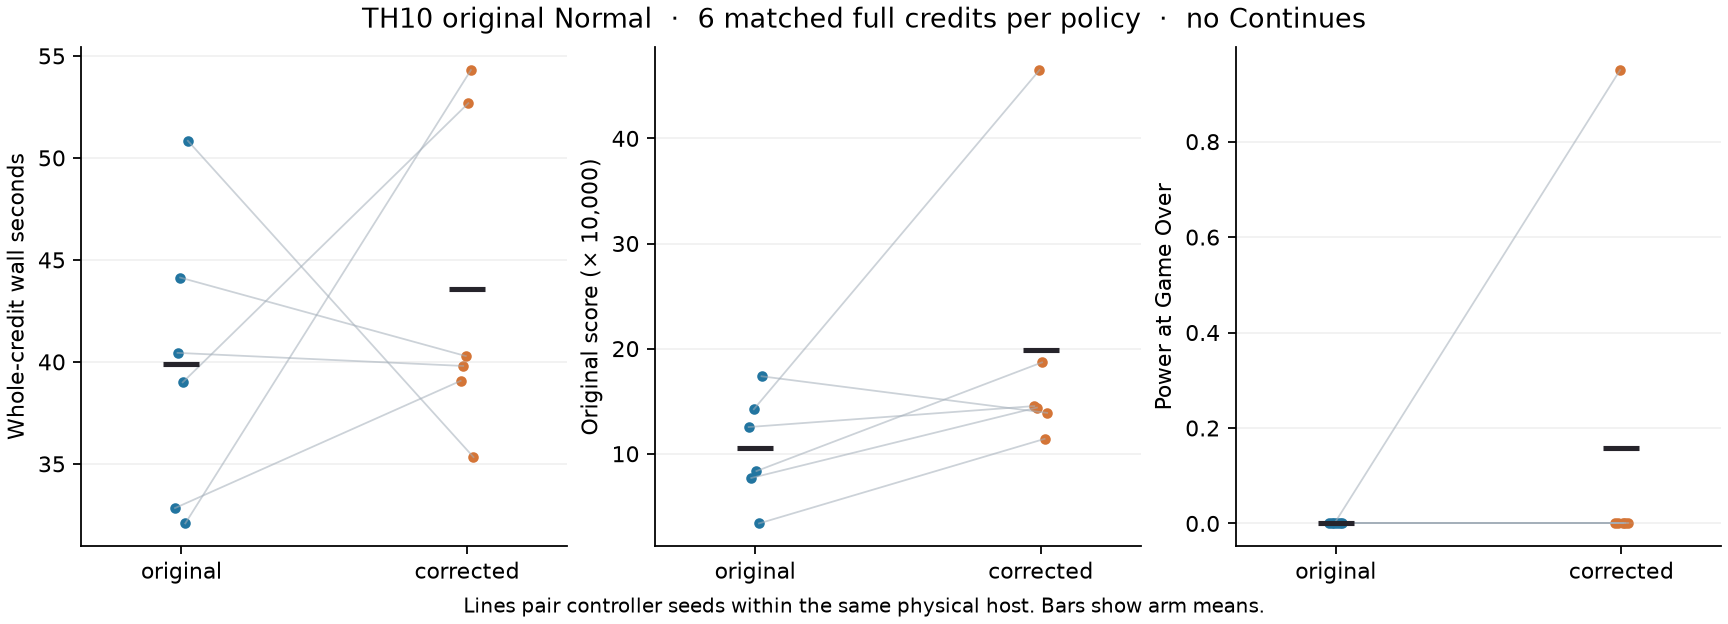 TH10 original Normal · 6 matched full credits per policy · no Continues
Whole-credit wall seconds
55
50
45
40
35
original
corrected
Original score (× 10,000)
40
30
20
10
original
corrected
Power at Game Over
0.8
0.6
0.4
0.2
0.0
original
corrected
Lines pair controller seeds within the same physical host. Bars show arm means.